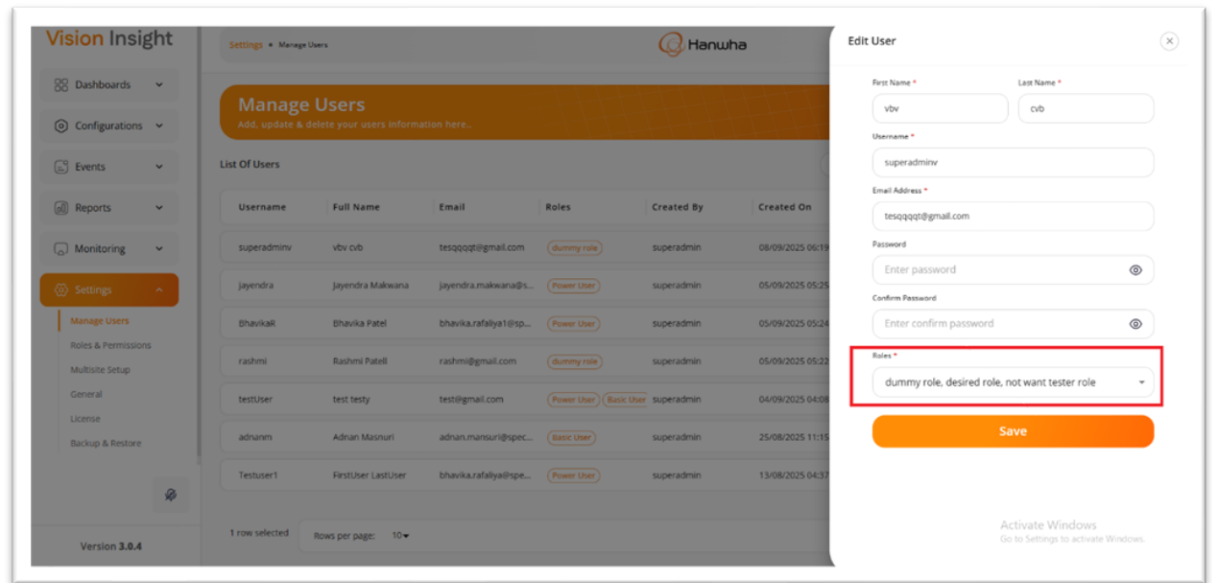 Vision Insight
Dashboards
Configurations
Events
Reports
Monitoring
Settings
Manage Users
Roles & Permissions
Multisite Setup
General
License
Backup & Restore
Version 3.0.4
Settings • Manage Users
Hanwha
Manage Users
Add, update & delete your users information here..
List Of Users
Username Full Name Email Roles Created By Created On
superadminv vbv cvb tesqqqqt@gmail.com dummy role superadmin 08/09/2025 06:19
jayendra Jayendra Makwana jayendra.makwana@s... Power User superadmin 05/09/2025 05:25
BhavikaR Bhavika Patel bhavika.rafaliya1@sp... Power User superadmin 05/09/2025 05:24
rashmi Rashmi Patell rashmi@gmail.com dummy role superadmin 05/09/2025 05:22
testUser test testy test@gmail.com Power User Basic User superadmin 04/09/2025 04:08
adnanm Adnan Masnuri adnan.mansuri@spec... Basic User superadmin 25/08/2025 11:15
Testuser1 FirstUser LastUser bhavika.rafaliya@spe... Power User superadmin 13/08/2025 04:37
1 row selected Rows per page: 10
Edit User
First Name * Last Name *
vbv cvb
Username *
superadminv
Email Address *
tesqqqqt@gmail.com
Password
Enter password
Confirm Password
Enter confirm password
Roles *
dummy role, desired role, not want tester role
Save
Activate Windows
Go to Settings to activate Windows.